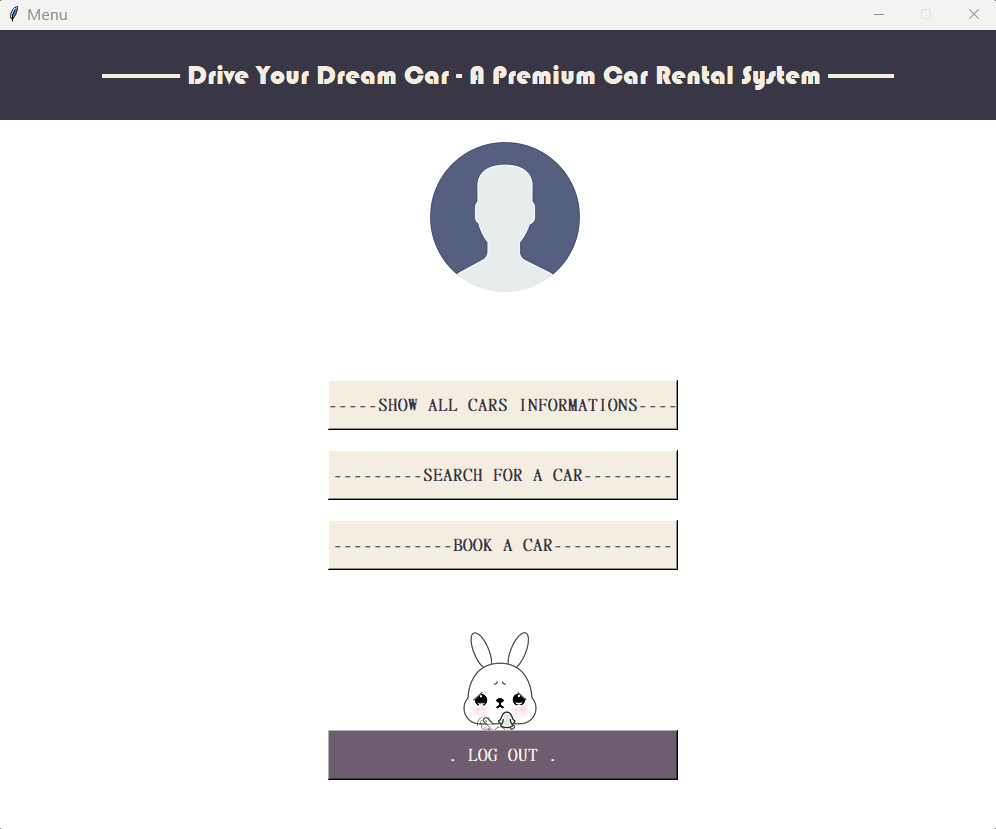 Menu
Drive Your Dream Car - A Premium Car Rental System
-----SHOW ALL CARS INFORMATIONS----
---------SEARCH FOR A CAR---------
------------BOOK A CAR------------
. LOG OUT .